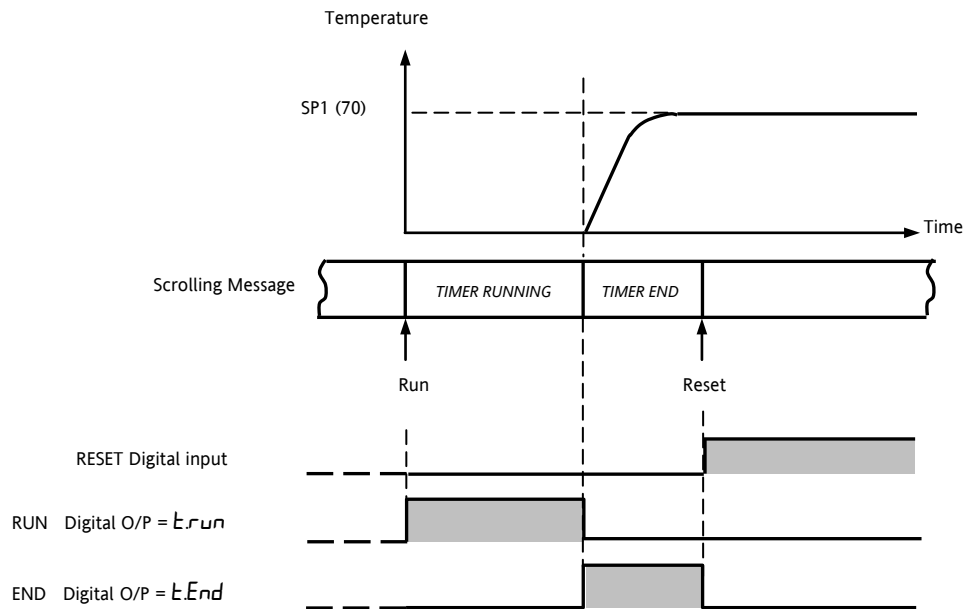 Temperature
SP1 (70)
Time
Scrolling Message
TIMER RUNNING
TIMER END
Run
Reset
RESET Digital input
RUN Digital O/P = t.run
END Digital O/P = t.End